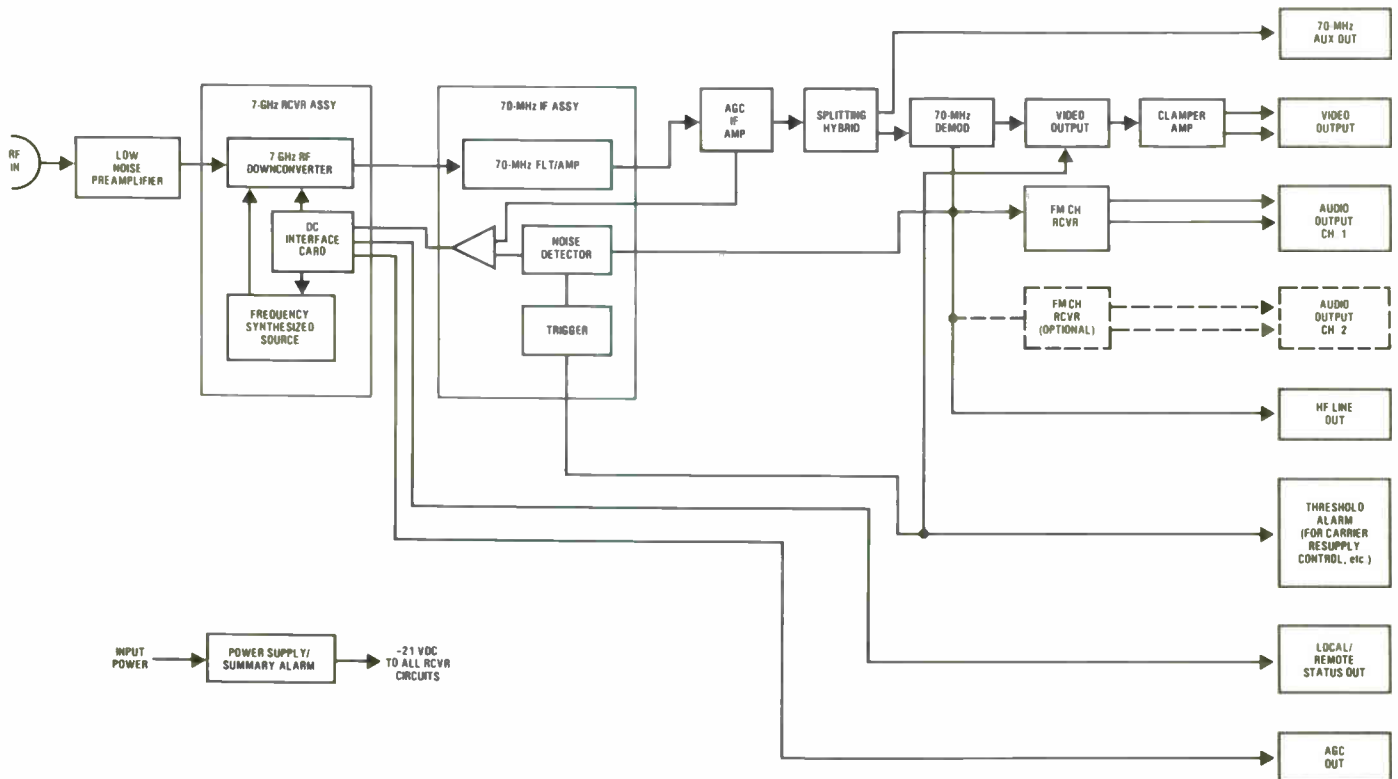 70-MHz
AUX OUT
7-GHz RCVR ASSY
70-MHz IF ASSY
AGC
IF
AMP
SPLITTING
HYBRID
70-MHz
DEMOD
VIDEO
OUTPUT
CLAMPER
AMP
VIDEO
OUTPUT
RF
IN
LOW
NOISE
PREAMPLIFIER
7 GHz RF
DOWNCONVERTER
70-MHz FLT/AMP
DC
INTERFACE
CARD
NOISE
DETECTOR
FM CH
RCVR
AUDIO
OUTPUT
CH 1
FREQUENCY
SYNTHESIZED
SOURCE
TRIGGER
FM CH
RCVR
(OPTIONAL)
AUDIO
OUTPUT
CH 2
HF LINE
OUT
THRESHOLD
ALARM
(FOR CARRIER
RESUPPLY
CONTROL, etc.)
INPUT
POWER
POWER SUPPLY/
SUMMARY ALARM
-21 VDC
TO ALL RCVR
CIRCUITS
LOCAL/
REMOTE
STATUS OUT
AGC
OUT